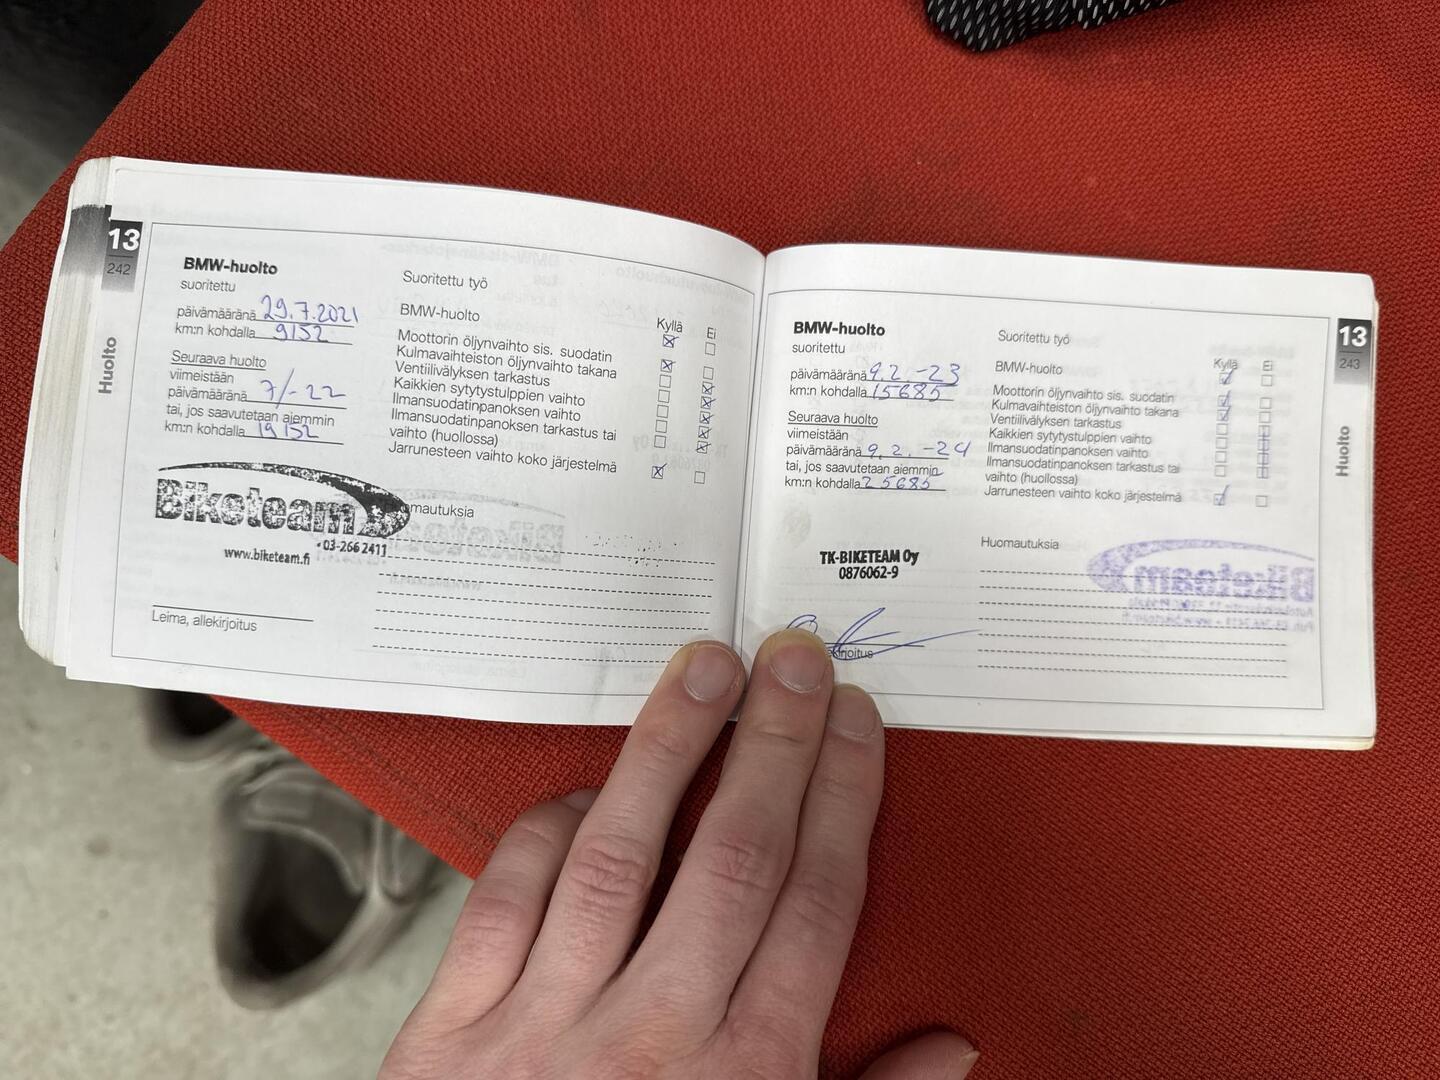 13
242
Huolto
BMW-huolto
suoritettu
päivämääränä 29.7.2021
km:n kohdalla 9152
Seuraava huolto
viimeistään
päivämääränä 7/-22
tai, jos saavutetaan aiemmin
km:n kohdalla 19152
Biketeam
· 03-266 2411
www.biketeam.fi
Leima, allekirjoitus
Suoritettu työ
Kyllä Ei
BMW-huolto
Moottorin öljynvaihto sis. suodatin
Kulmavaihteiston öljynvaihto takana
Ventiilivälyksen tarkastus
Kaikkien sytytystulppien vaihto
Ilmansuodatinpanoksen vaihto
Ilmansuodatinpanoksen tarkastus tai
vaihto (huollossa)
Jarrunesteen vaihto koko järjestelmä
omautuksia
13
243
Huolto
BMW-huolto
suoritettu
päivämääränä 9.2.-23
km:n kohdalla 15685
Seuraava huolto
viimeistään
päivämääränä 9.2.-24
tai, jos saavutetaan aiemmin
km:n kohdalla 25685
TK-BIKETEAM Oy
0876062-9
kirjoitus
Suoritettu työ
Kyllä Ei
BMW-huolto
Moottorin öljynvaihto sis. suodatin
Kulmavaihteiston öljynvaihto takana
Ventiilivälyksen tarkastus
Kaikkien sytytystulppien vaihto
Ilmansuodatinpanoksen vaihto
Ilmansuodatinpanoksen tarkastus tai
vaihto (huollossa)
Jarrunesteen vaihto koko järjestelmä
Huomautuksia
Biketeam